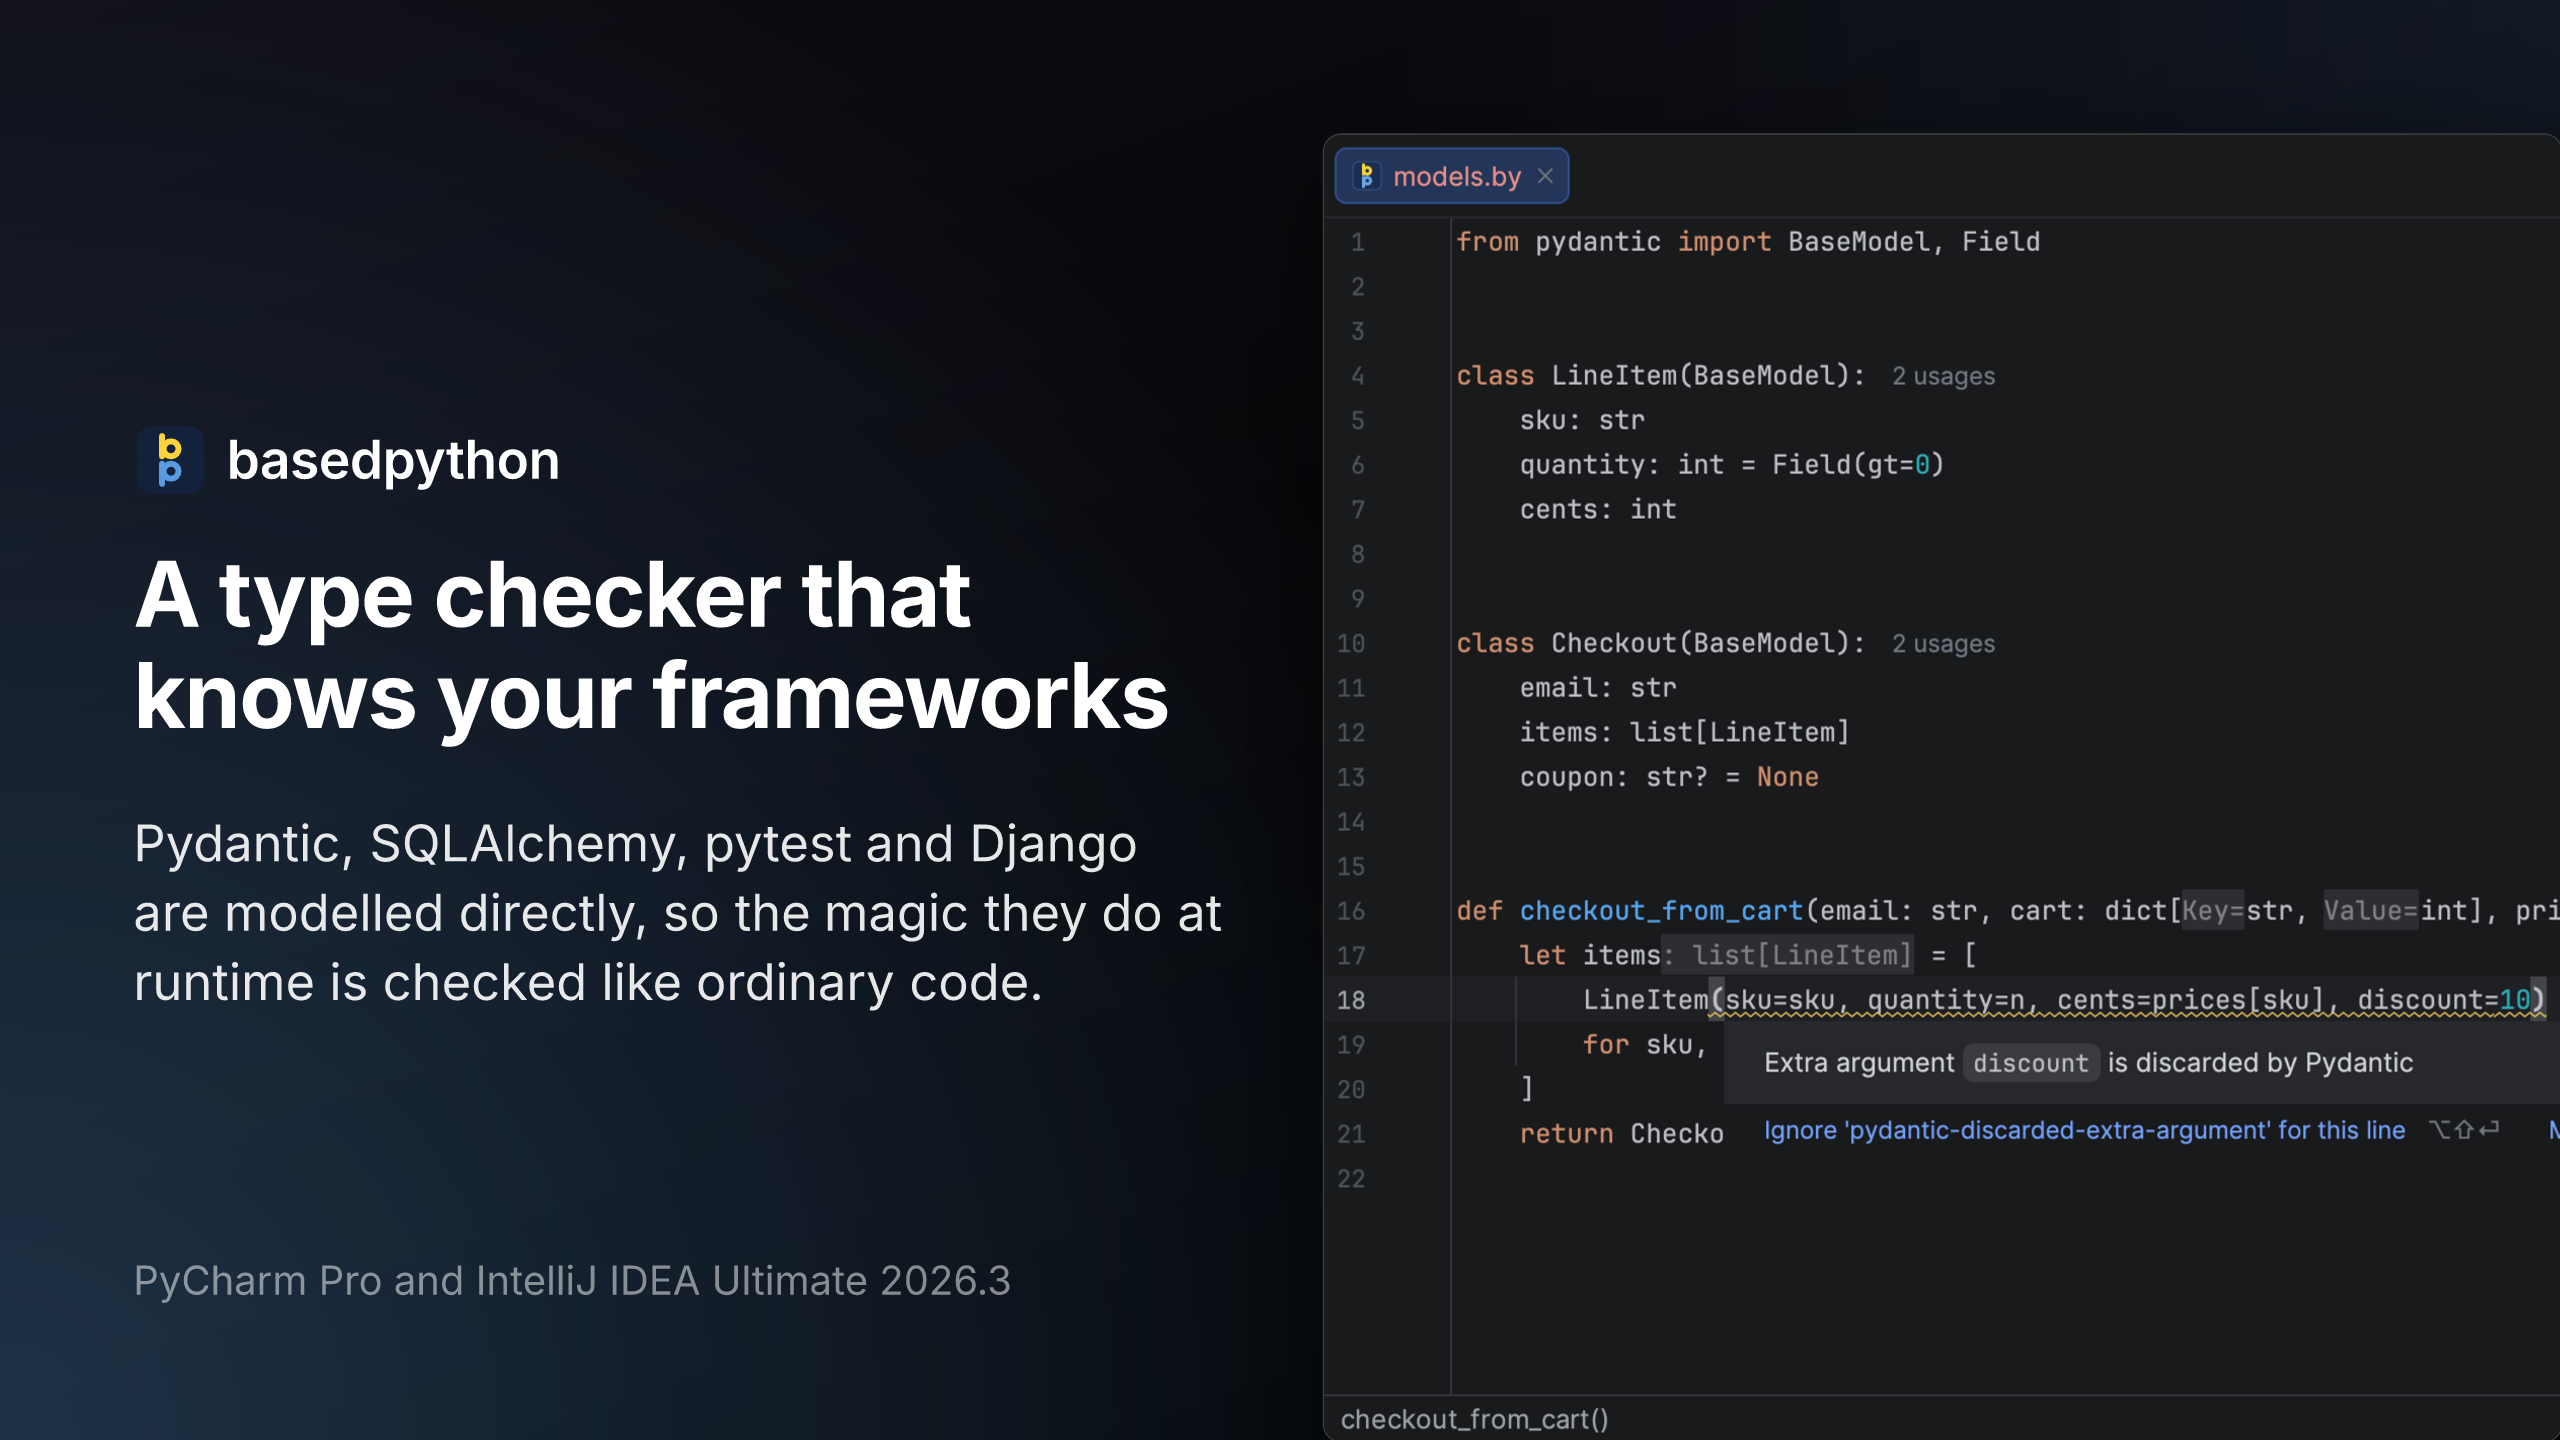 basedpython
A type checker that
knows your frameworks
Pydantic, SQLAlchemy, pytest and Django
are modelled directly, so the magic they do at
runtime is checked like ordinary code.
PyCharm Pro and IntelliJ IDEA Ultimate 2026.3
models.by
1 from pydantic import BaseModel, Field
2
3
4 class LineItem(BaseModel): 2 usages
5 sku: str
6 quantity: int = Field(gt=0)
7 cents: int
8
9
10 class Checkout(BaseModel): 2 usages
11 email: str
12 items: list[LineItem]
13 coupon: str? = None
14
15
16 def checkout_from_cart(email: str, cart: dict[Key=str, Value=int], pri
17 let items: list[LineItem] = [
18 LineItem(sku=sku, quantity=n, cents=prices[sku], discount=10)
19 for sku,
Extra argument discount is discarded by Pydantic
20 ]
21 return Checko
Ignore 'pydantic-discarded-extra-argument' for this line ⌥⇧⏎
22
checkout_from_cart()